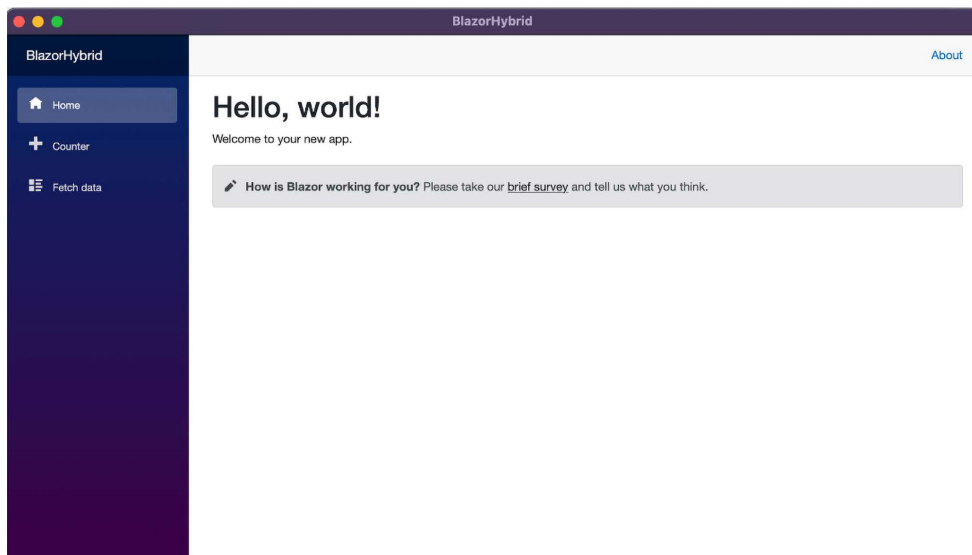 BlazorHybrid
BlazorHybrid
About
Home
Counter
Fetch data
Hello, world!
Welcome to your new app.
How is Blazor working for you? Please take our brief survey and tell us what you think.